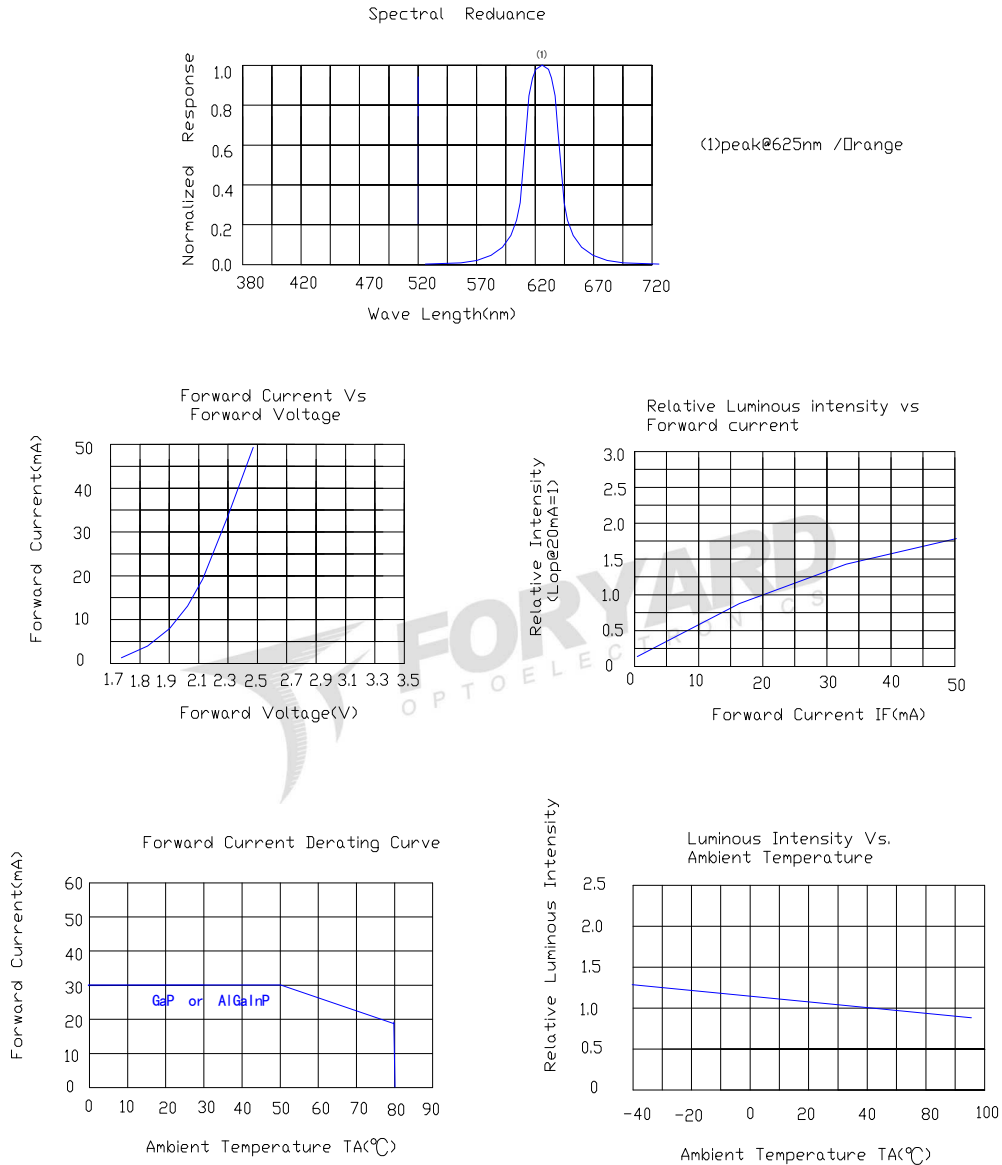 Spectral Reduance
(1)
Normalized Response
1.0
0.8
0.6
0.4
0.2
0.0
380 420 470 520 570 620 670 720
Wave Length(nm)
(1)peak@625nm /Orange
Forward Current Vs
Forward Voltage
Forward Current(mA)
50
40
30
20
10
0
1.7 1.8 1.9 2.1 2.3 2.5 2.7 2.9 3.1 3.3 3.5
Forward Voltage(V)
Relative Luminous intensity vs
Forward current
Relative Intensity
(Lop@20mA=1)
3.0
2.5
2.0
1.5
1.0
0.5
0
0 10 20 30 40 50
Forward Current IF(mA)
FORYARD
OPTOELECTRONICS
Forward Current Derating Curve
Forward Current(mA)
60
50
40
30
20
10
0
GaP or AlGaInP
0 10 20 30 40 50 60 70 80 90
Ambient Temperature TA(℃)
Luminous Intensity Vs.
Ambient Temperature
Relative Luminous Intensity
2.5
2.0
1.5
1.0
0.5
0
-40 -20 0 20 40 80 100
Ambient Temperature TA(℃)